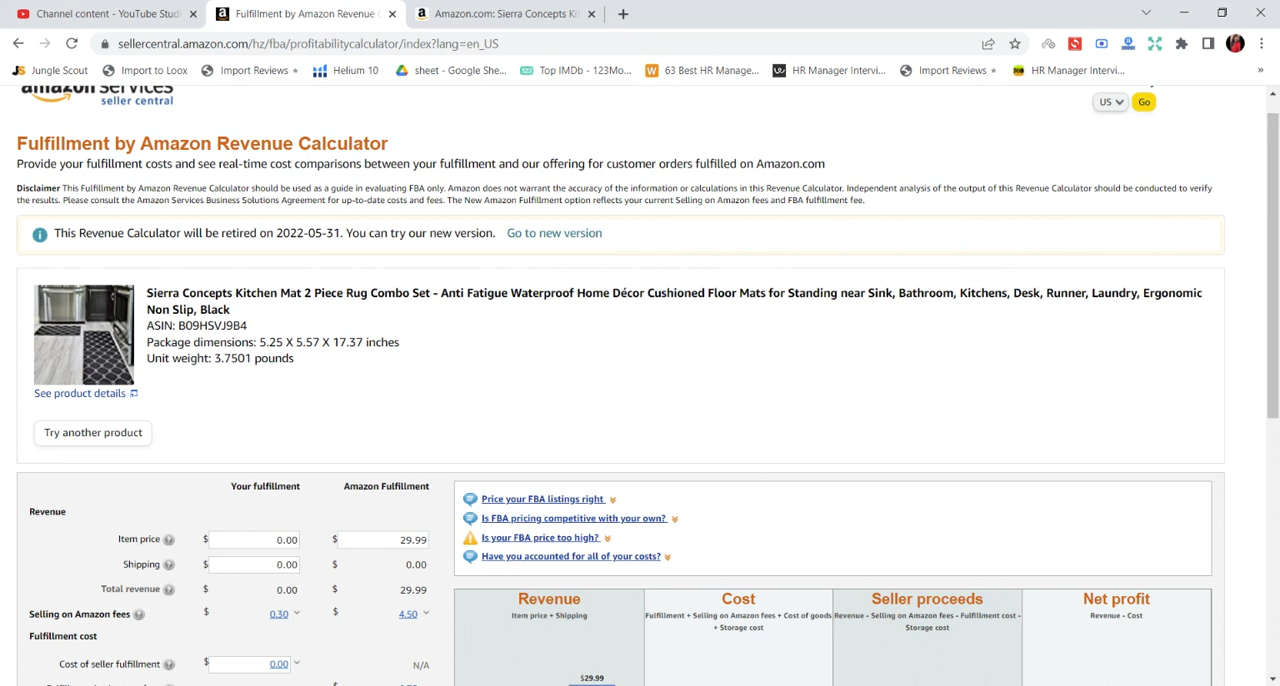 Channel content - YouTube Studi
Fulfillment by Amazon Revenue C
Amazon.com: Sierra Concepts Kit
sellercentral.amazon.com/hz/fba/profitabilitycalculator/index?lang=en_US
Jungle Scout
Import to Loox
Import Reviews
Helium 10
sheet - Google She...
Top IMDb - 123Mo...
63 Best HR Manage...
HR Manager Intervi...
Import Reviews
HR Manager Intervi...
»
amazon services
seller central
US
Go
Fulfillment by Amazon Revenue Calculator
Provide your fulfillment costs and see real-time cost comparisons between your fulfillment and our offering for customer orders fulfilled on Amazon.com
Disclaimer This Fulfillment by Amazon Revenue Calculator should be used as a guide in evaluating FBA only. Amazon does not warrant the accuracy of the information or calculations in this Revenue Calculator. Independent analysis of the output of this Revenue Calculator should be conducted to verify
the results. Please consult the Amazon Services Business Solutions Agreement for up-to-date costs and fees. The New Amazon Fulfillment option reflects your current Selling on Amazon fees and FBA fulfillment fee.
This Revenue Calculator will be retired on 2022-05-31. You can try our new version. Go to new version
Sierra Concepts Kitchen Mat 2 Piece Rug Combo Set - Anti Fatigue Waterproof Home Décor Cushioned Floor Mats for Standing near Sink, Bathroom, Kitchens, Desk, Runner, Laundry, Ergonomic
Non Slip, Black
ASIN: B09HSVJ9B4
Package dimensions: 5.25 X 5.57 X 17.37 inches
Unit weight: 3.7501 pounds
See product details
Try another product
Your fulfillment Amazon Fulfillment
Revenue
Item price $ 0.00 $ 29.99
Shipping $ 0.00 $ 0.00
Total revenue $ 0.00 $ 29.99
Selling on Amazon fees $ 0.30 $ 4.50
Fulfillment cost
Cost of seller fulfillment $ 0.00 N/A
Price your FBA listings right
Is FBA pricing competitive with your own?
Is your FBA price too high?
Have you accounted for all of your costs?
Revenue
Item price + Shipping
$29.99
Cost
Fulfillment + Selling on Amazon fees + Cost of goods
+ Storage cost
Seller proceeds
Revenue - Selling on Amazon fees - Fulfillment cost -
Storage cost
Net profit
Revenue - Cost